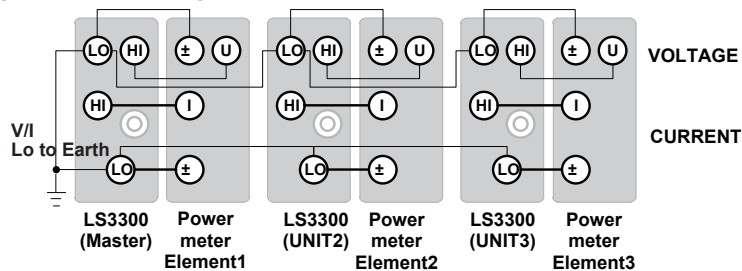 LO HI ± U LO HI ± U LO HI ± U VOLTAGE
HI I HI I HI I
V/I
Lo to Earth
CURRENT
LO ± LO ± LO ±
LS3300 (Master)
Power meter Element1
LS3300 (UNIT2)
Power meter Element2
LS3300 (UNIT3)
Power meter Element3